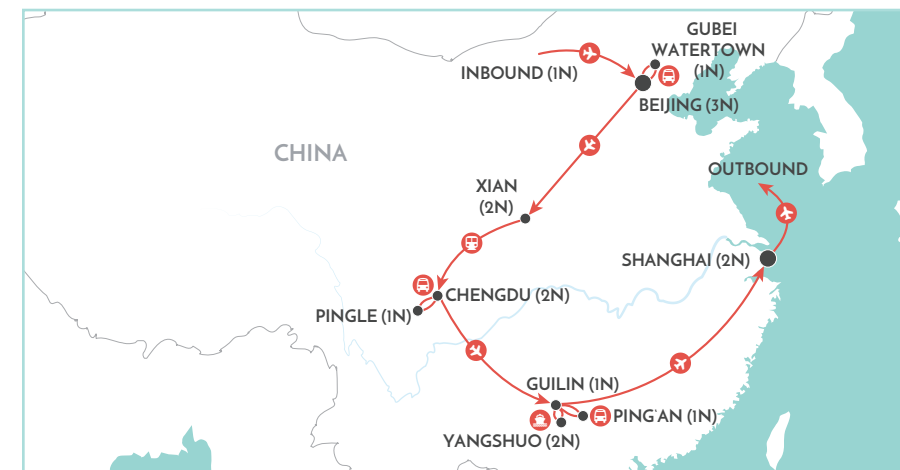 GUBEI
WATERTOWN
(1N)
INBOUND (1N)
BEIJING (3N)
CHINA
OUTBOUND
XIAN
(2N)
SHANGHAI (2N)
CHENGDU (2N)
PINGLE (1N)
GUILIN (1N)
PING'AN (1N)
YANGSHUO (2N)